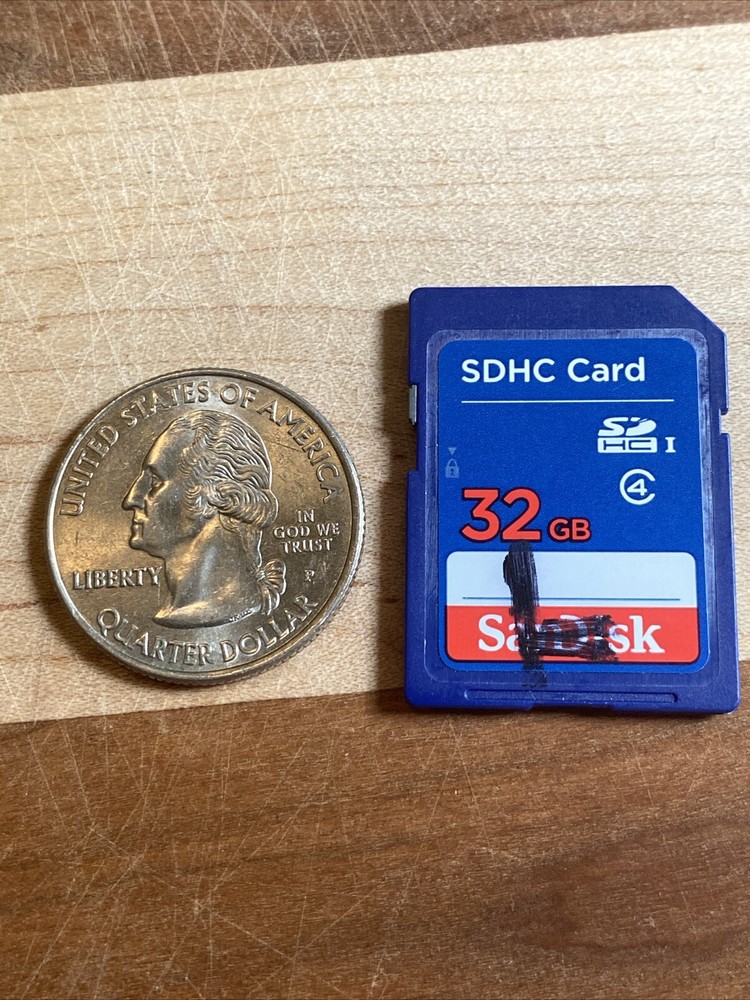 UNITED STATES OF AMERICA
LIBERTY
IN
GOD WE
TRUST
P
QUARTER DOLLAR
SDHC Card
SD
HC I
4
32 GB
SanDisk